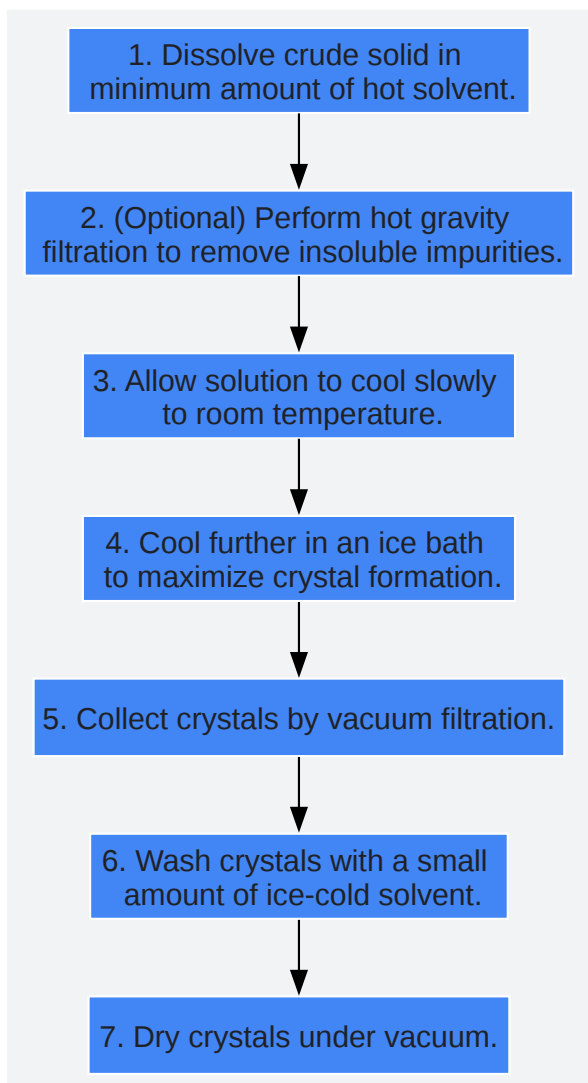 1. Dissolve crude solid in
minimum amount of hot solvent.
2. (Optional) Perform hot gravity
filtration to remove insoluble impurities.
3. Allow solution to cool slowly
to room temperature.
4. Cool further in an ice bath
to maximize crystal formation.
5. Collect crystals by vacuum filtration.
6. Wash crystals with a small
amount of ice-cold solvent.
7. Dry crystals under vacuum.